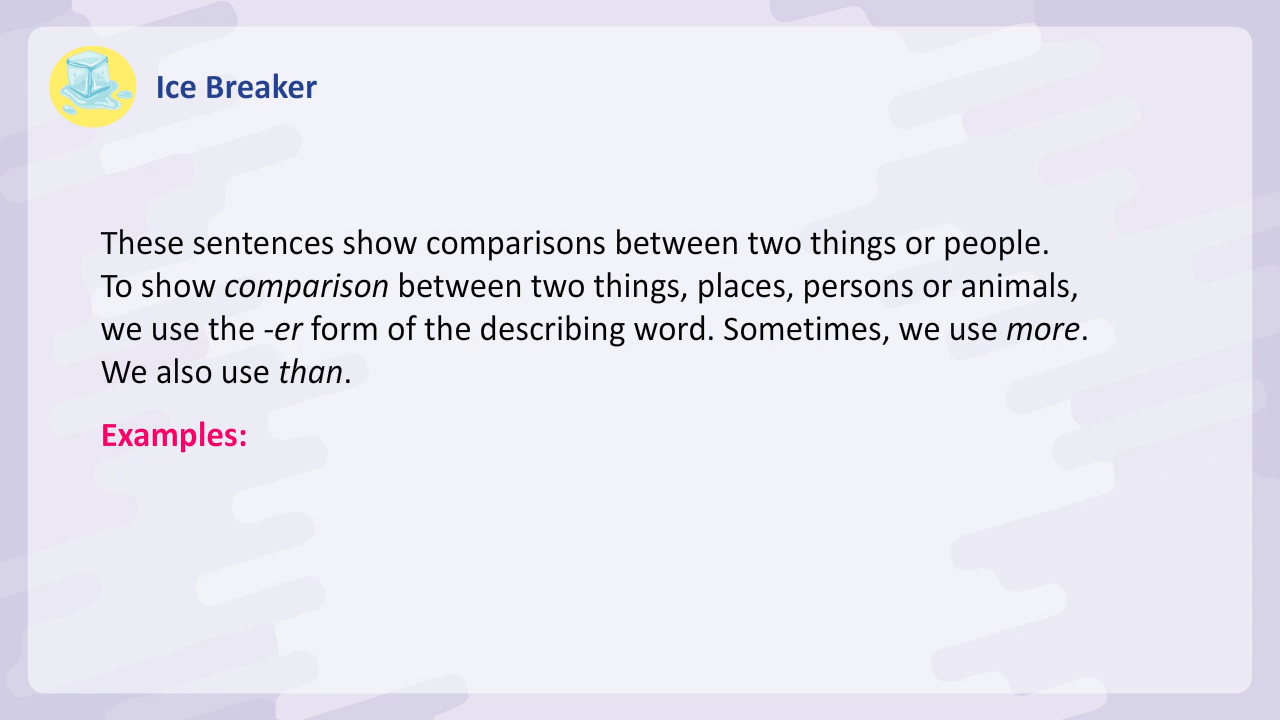 Ice Breaker
These sentences show comparisons between two things or people.
To show comparison between two things, places, persons or animals,
we use the -er form of the describing word. Sometimes, we use more.
We also use than.
Examples: